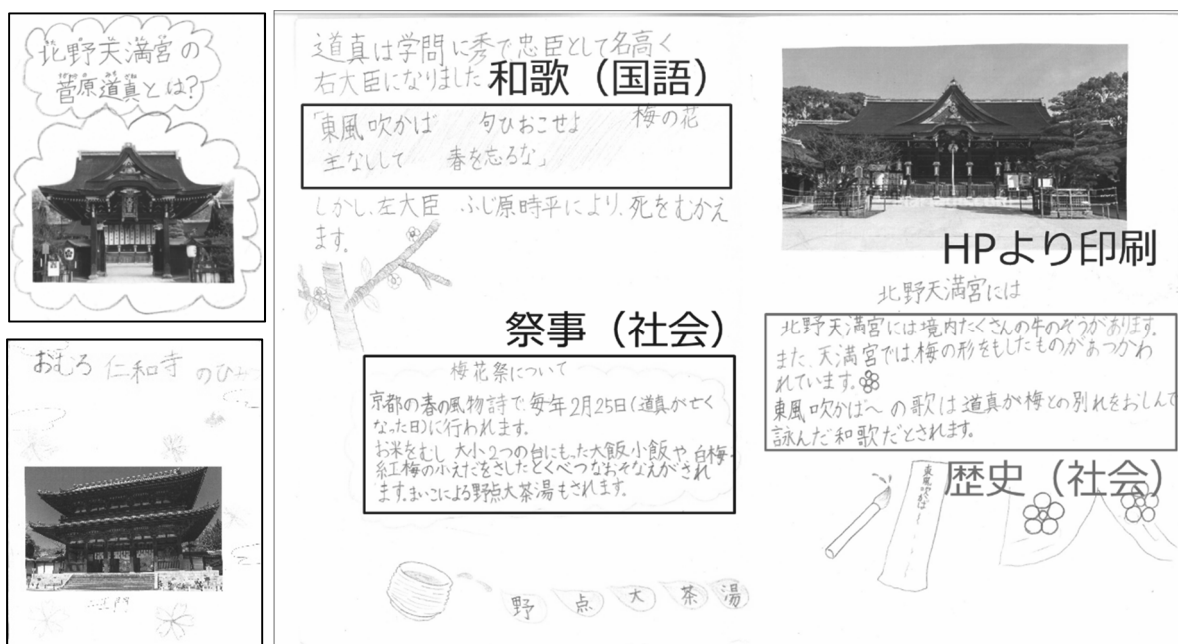 北野天満宮の
菅原道真とは?
おむろ 仁和寺 のひみ
道真は学問に秀で忠臣として名高く
右大臣になりました
和歌（国語）
「東風吹かば 匂ひおこせよ 梅の花
主なしして 春を忘るな」
しかし、左大臣 ふじ原時平により、死をむかえ
ます。
祭事（社会）
梅花祭について
京都の春の風物詩で、毎年2月25日(道真が亡く
なった日)に行われます。
お米をむし 大小2つの台にもった大飯小飯や、白梅・
紅梅の小えだをさしたとくべつなおそなえがされ
ます。まいこによる野点大茶湯もされます。
野点大茶湯
HPより印刷
北野天満宮には
北野天満宮には境内たくさんの牛のぞうがあります。
また、天満宮では、梅の形をもしたものがあつかわ
れています。
東風吹かば〜の歌は道真が梅との別れをおしんで
詠んだ和歌だとされます。
歴史（社会）
東風吹かば〜